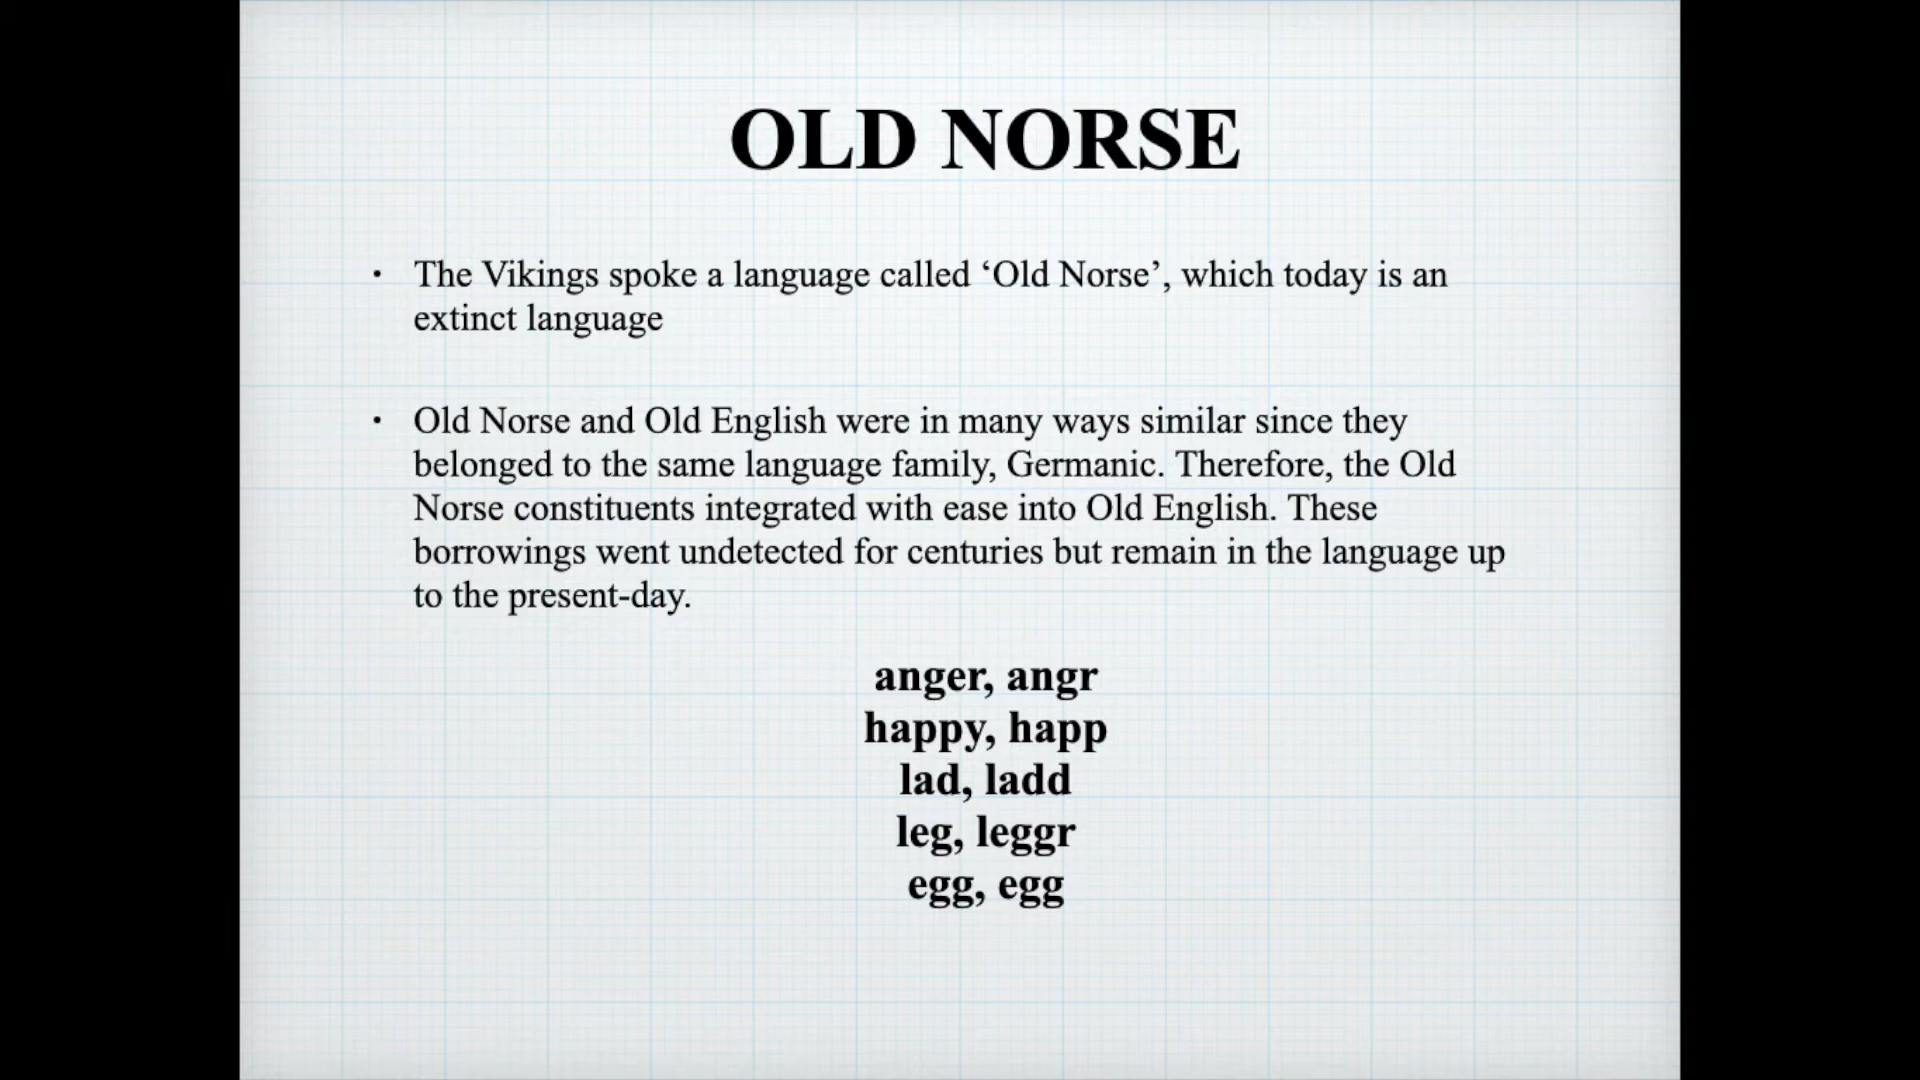 OLD NORSE
• The Vikings spoke a language called ‘Old Norse’, which today is an
extinct language
• Old Norse and Old English were in many ways similar since they
belonged to the same language family, Germanic. Therefore, the Old
Norse constituents integrated with ease into Old English. These
borrowings went undetected for centuries but remain in the language up
to the present-day.
anger, angr
happy, happ
lad, ladd
leg, leggr
egg, egg